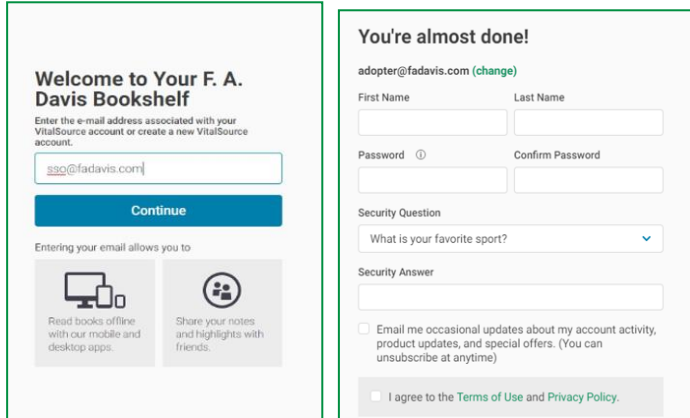 Welcome to Your F. A.
Davis Bookshelf
Enter the e-mail address associated with your
VitalSource account or create a new VitalSource
account.
sso@fadavis.com
Continue
Entering your email allows you to
Read books offline
with our mobile and
desktop apps.
Share your notes
and highlights with
friends.
You're almost done!
adopter@fadavis.com (change)
First Name
Last Name
Password
Confirm Password
Security Question
What is your favorite sport?
Security Answer
Email me occasional updates about my account activity,
product updates, and special offers. (You can
unsubscribe at anytime)
I agree to the Terms of Use and Privacy Policy.